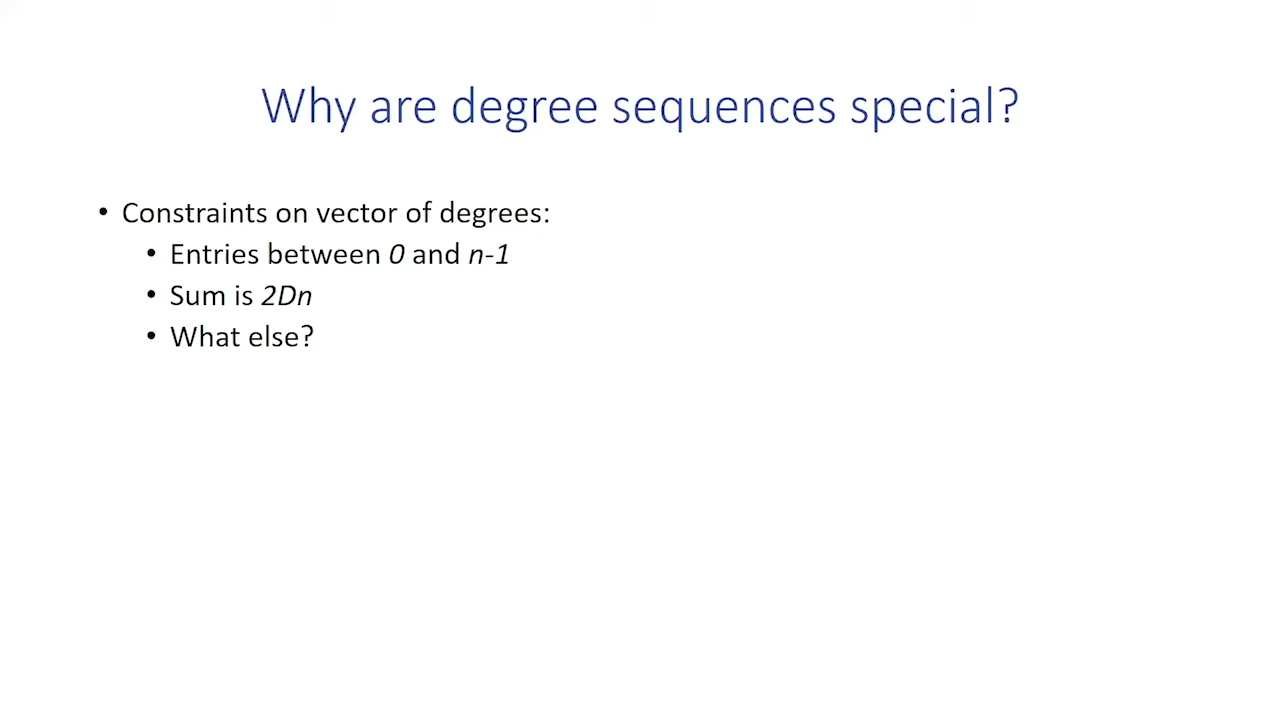 Why are degree sequences special?
• Constraints on vector of degrees:
• Entries between 0 and n-1
• Sum is 2Dn
• What else?